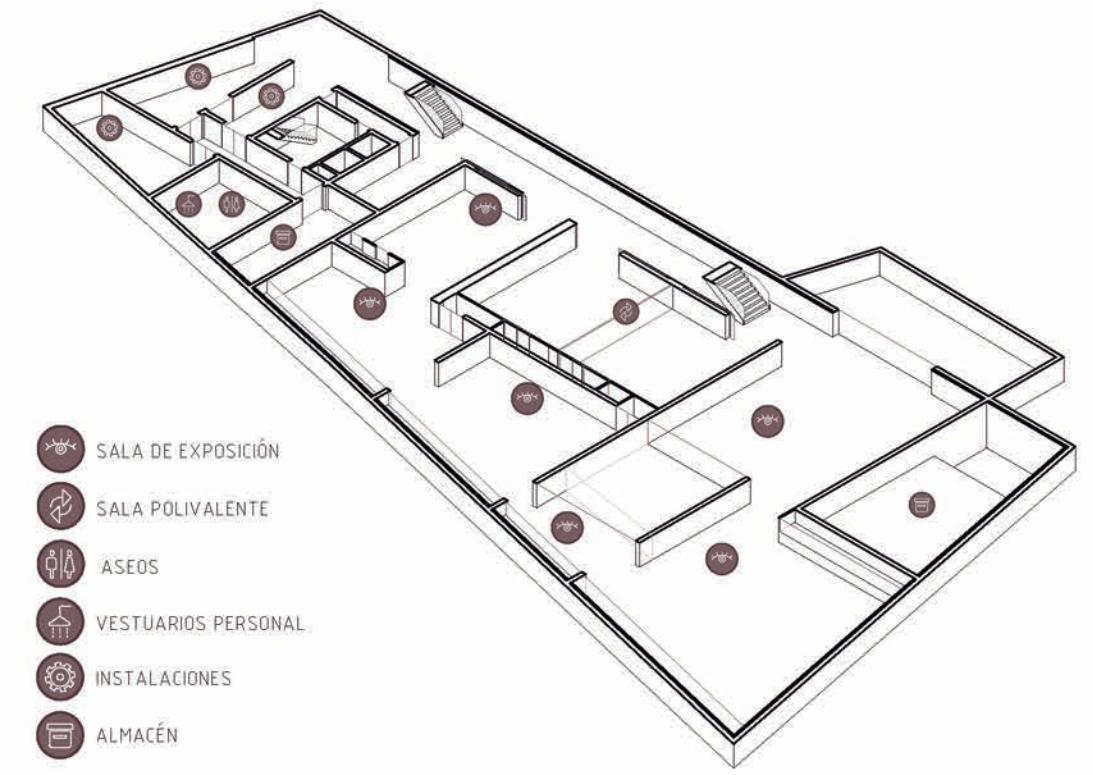 SALA DE EXPOSICIÓN
SALA POLIVALENTE
ASEOS
VESTUARIOS PERSONAL
INSTALACIONES
ALMACÉN